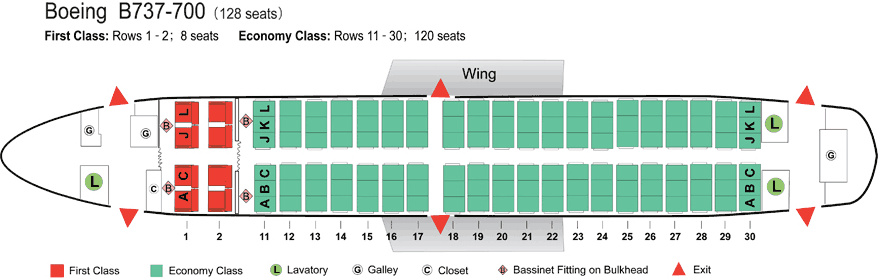 Boeing B737-700 (128 seats)
First Class: Rows 1 - 2; 8 seats Economy Class: Rows 11 - 30; 120 seats
Wing
G
G
B
J L
B
J K L
L
L
G
L
C
B
A C
B
A B C
A B C
J K L
L
1 2 11 12 13 14 15 16 17 18 19 20 21 22 23 24 25 26 27 28 29 30
First Class Economy Class L Lavatory G Galley C Closet B Bassinet Fitting on Bulkhead Exit